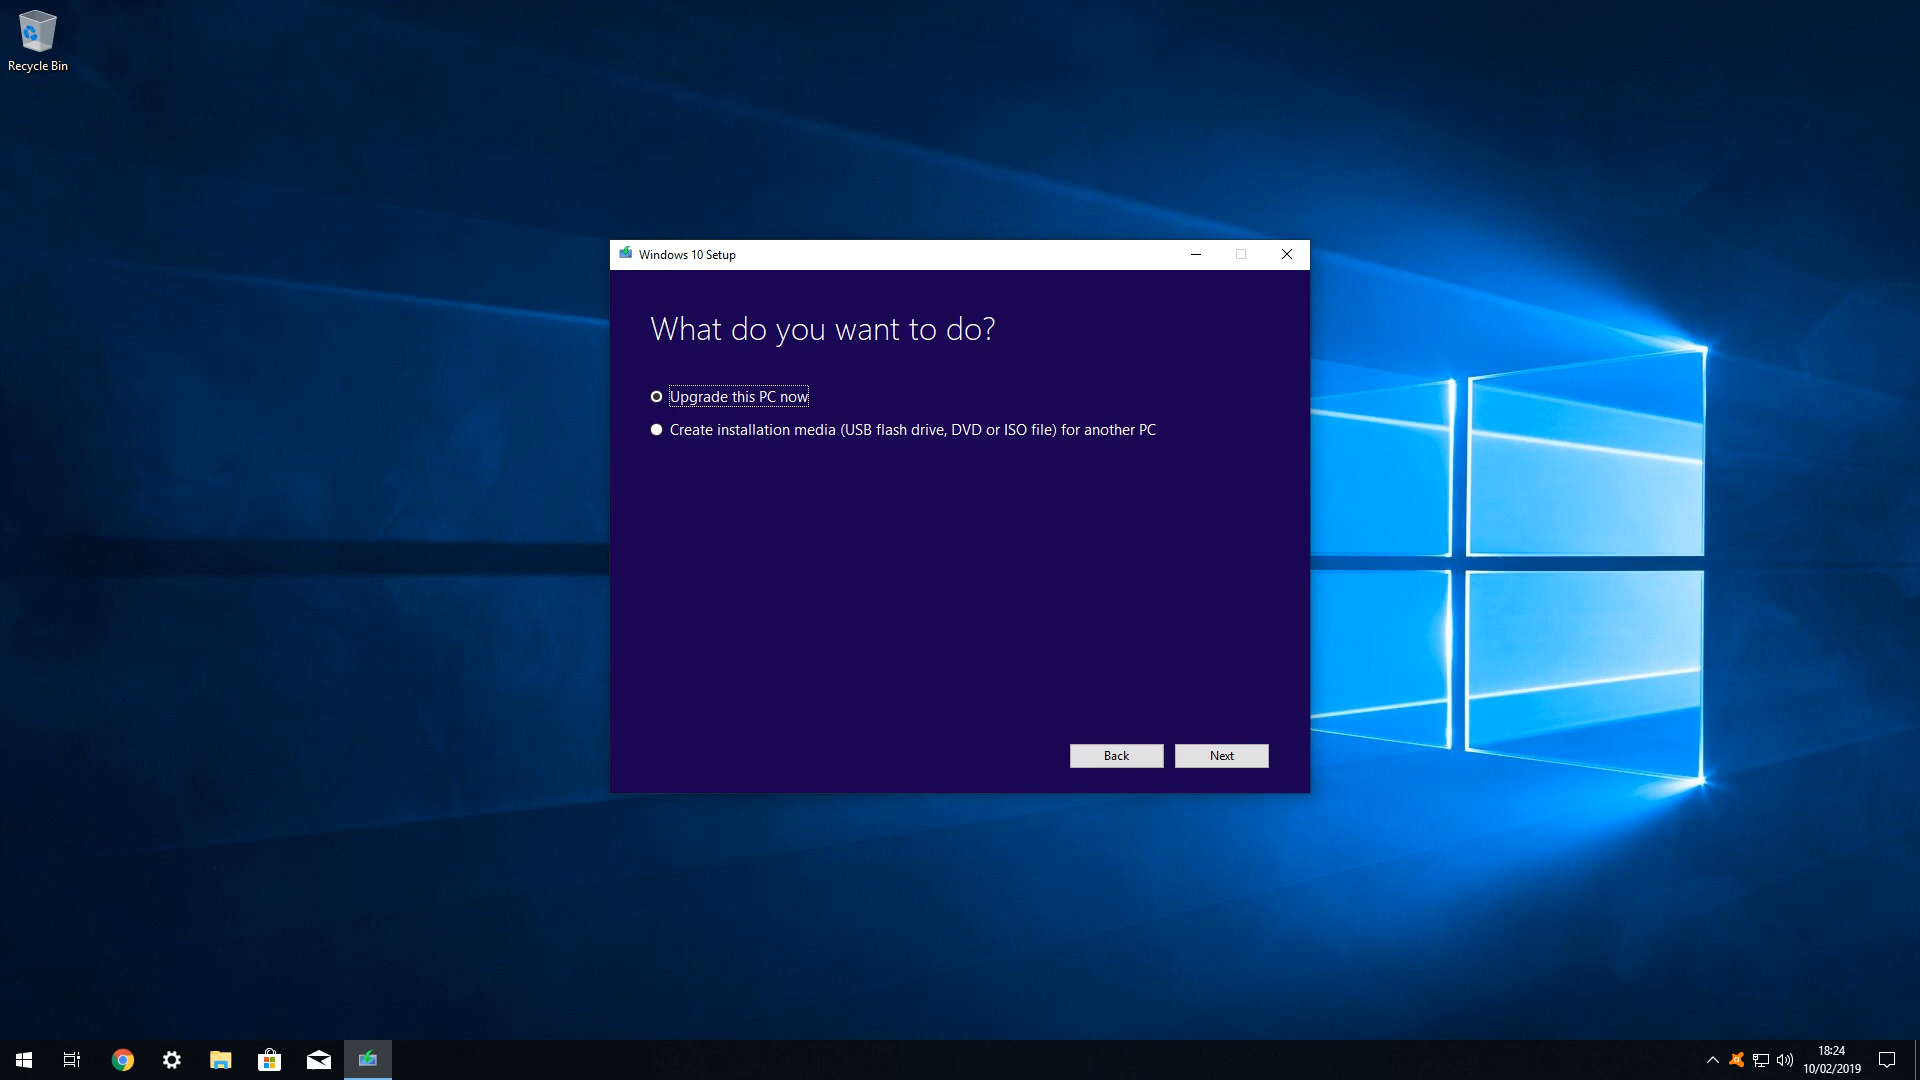 Recycle Bin
Windows 10 Setup
What do you want to do?
Upgrade this PC now
Create installation media (USB flash drive, DVD or ISO file) for another PC
Back
Next
18:24
10/02/2019